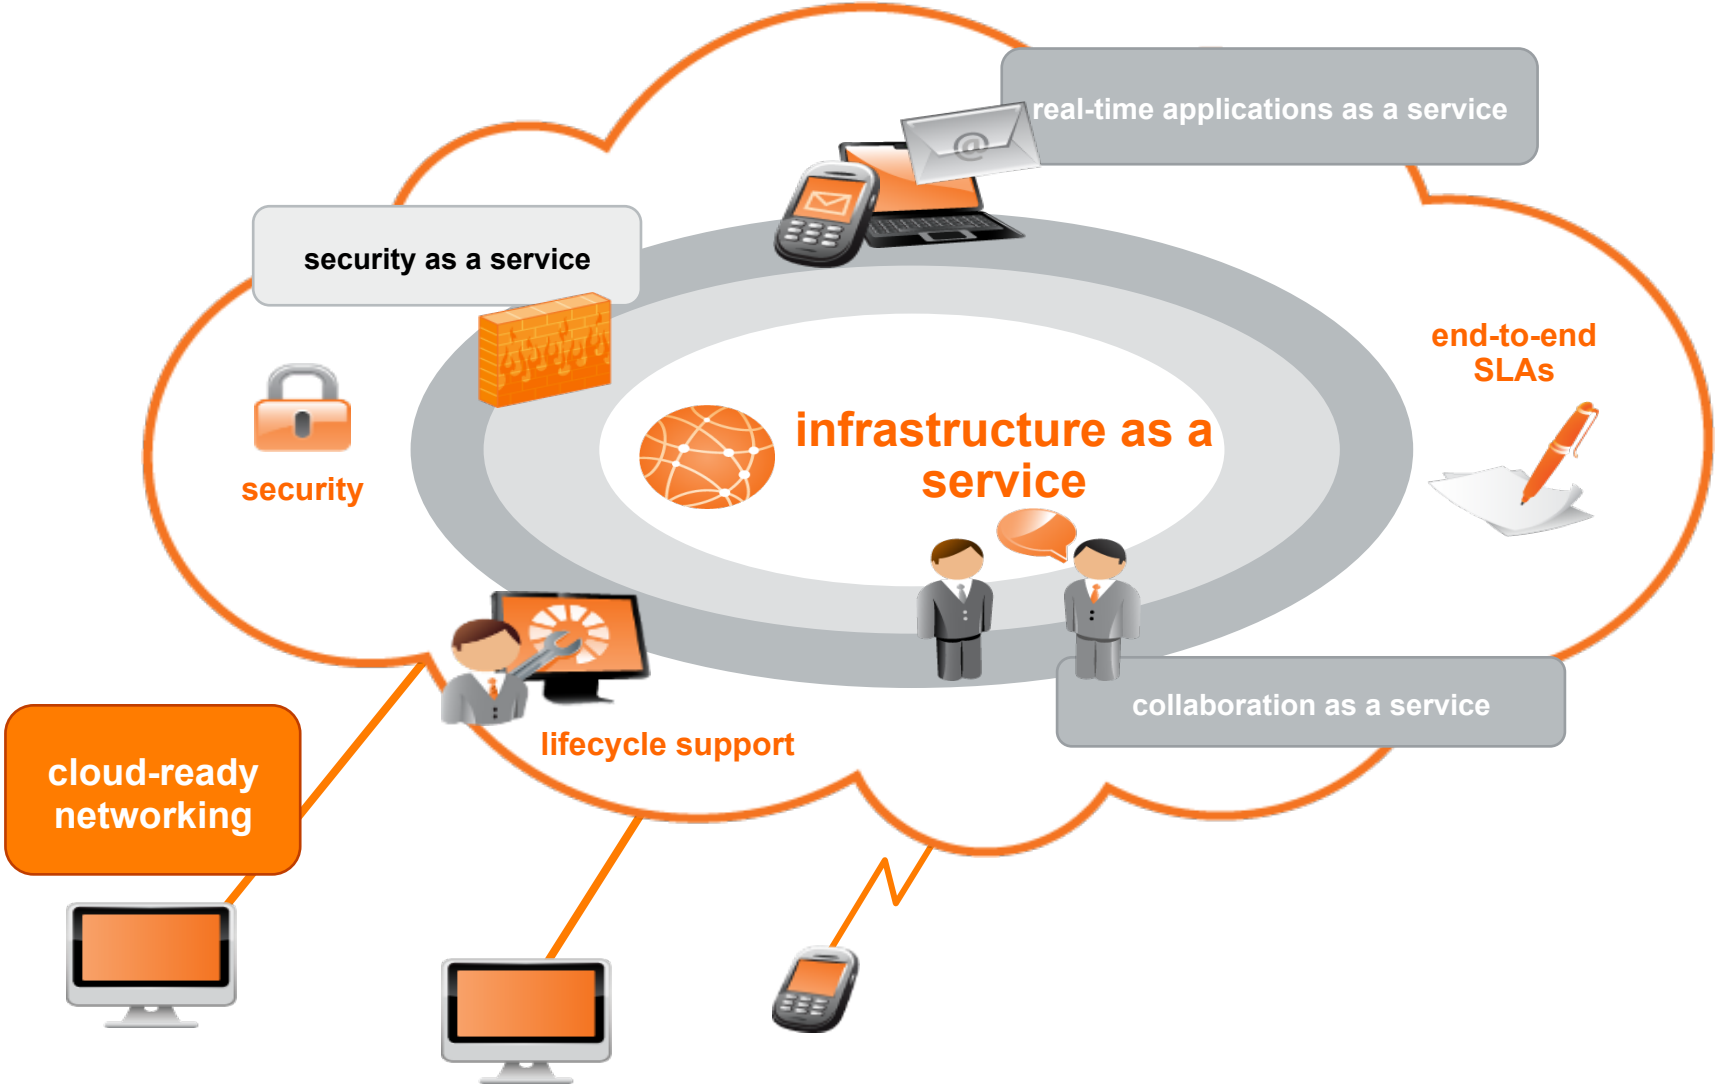 real-time applications as a service
@
security as a service
end-to-end
SLAs
infrastructure as a
service
security
collaboration as a service
lifecycle support
cloud-ready
networking